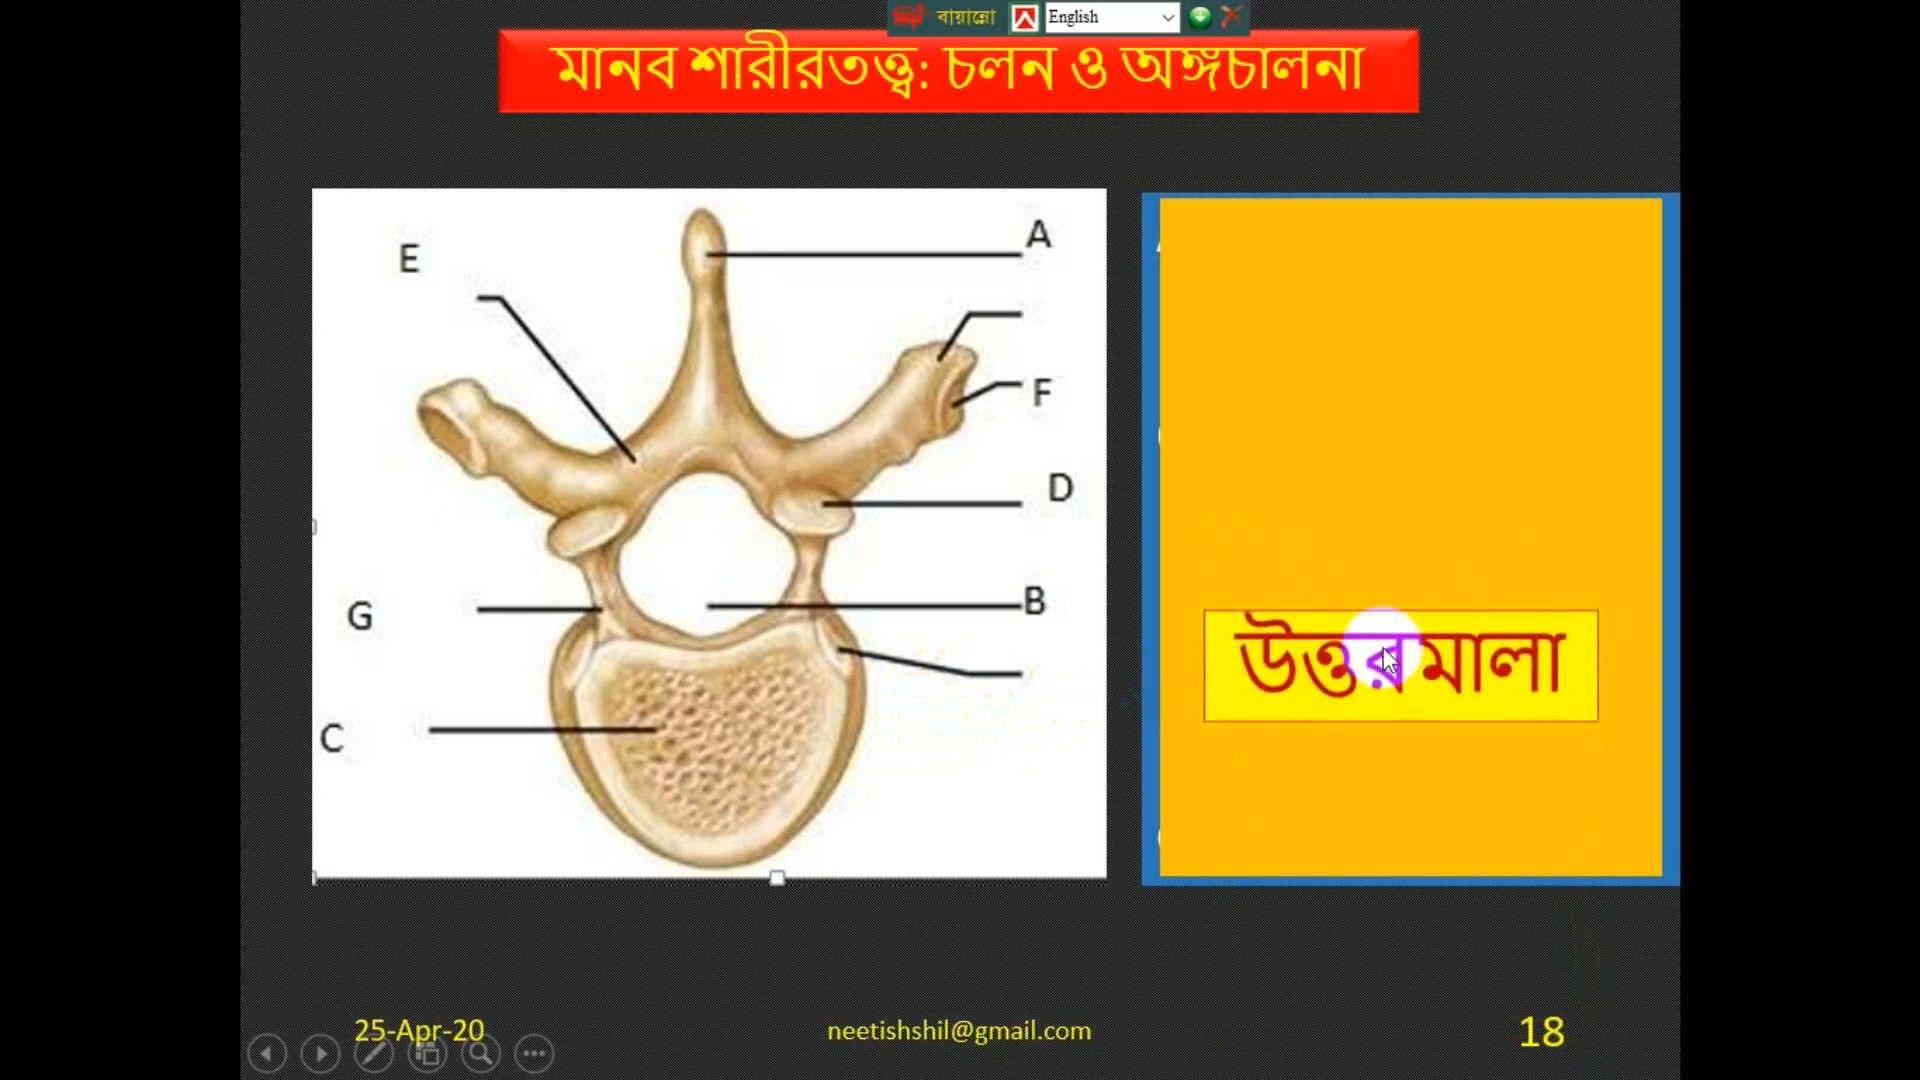 বায়ান্নো English
মানব শারীরতত্ত্ব: চলন ও অঙ্গচালনা
A
E
F
D
B
G
C
উত্তরমালা
25-Apr-20
neetishshil@gmail.com
18